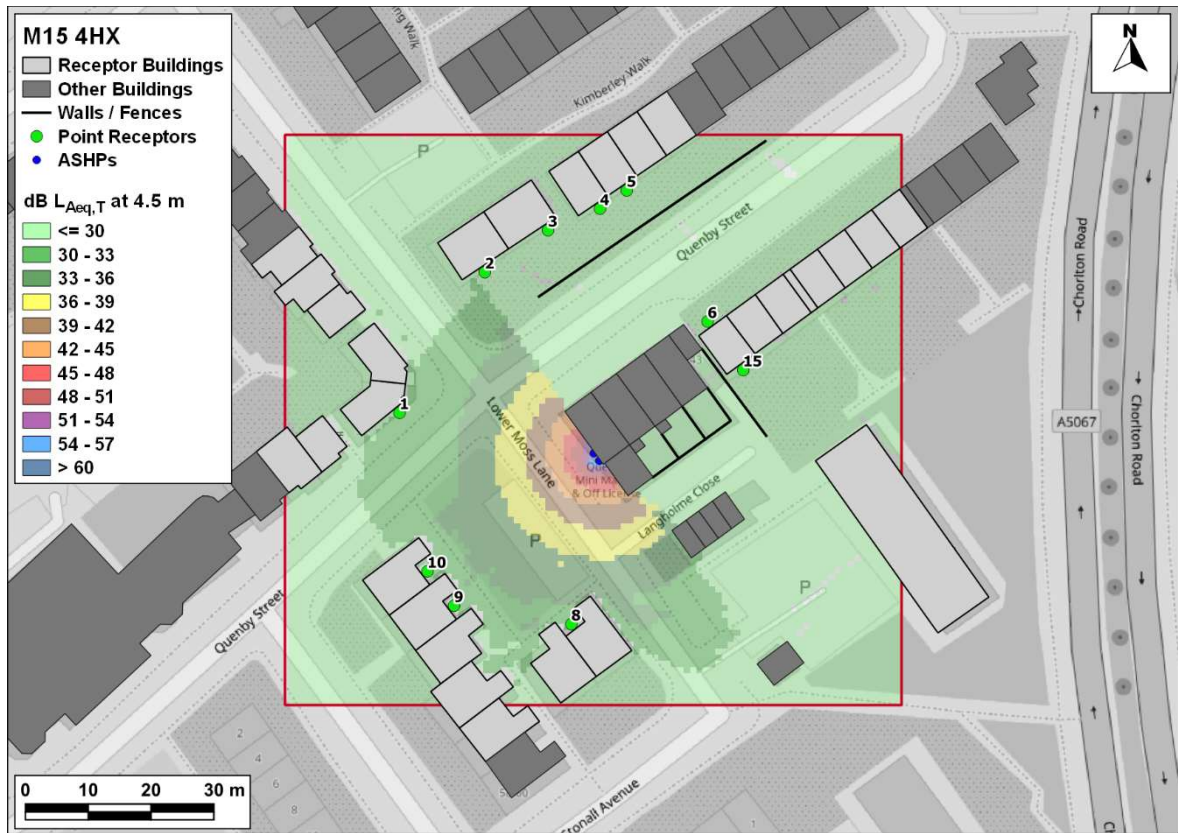 M15 4HX
Receptor Buildings
Other Buildings
Walls / Fences
Point Receptors
ASHPs
dB LAeq,T at 4.5 m
<= 30
30 - 33
33 - 36
36 - 39
39 - 42
42 - 45
45 - 48
48 - 51
51 - 54
54 - 57
> 60
N
Walk
Kimberley Walk
P
5
4
3
2
Quenby Street
Chorlton Road
Chorlton Road
6
15
1
A5067
Lower Moss Lane
Mini
& Off License
Langholme Close
P
P
10
9
8
Quenby Street
2
4
6
8
Stonall Avenue
1
0 10 20 30 m